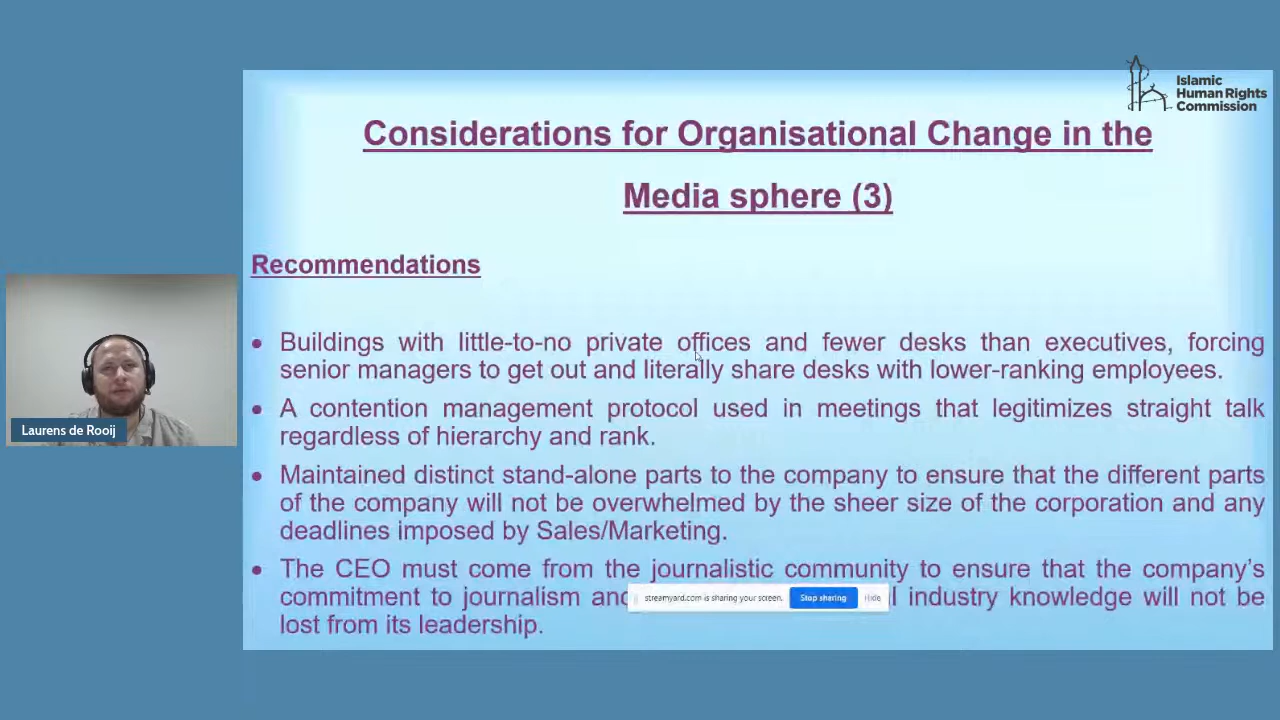 Islamic
Human Rights
Commission
Considerations for Organisational Change in the
Media sphere (3)
Recommendations
• Buildings with little-to-no private offices and fewer desks than executives, forcing
senior managers to get out and literally share desks with lower-ranking employees.
• A contention management protocol used in meetings that legitimizes straight talk
regardless of hierarchy and rank.
• Maintained distinct stand-alone parts to the company to ensure that the different parts
of the company will not be overwhelmed by the sheer size of the corporation and any
deadlines imposed by Sales/Marketing.
• The CEO must come from the journalistic community to ensure that the company's
commitment to journalism and l industry knowledge will not be
lost from its leadership.
streamyard.com is sharing your screen. Stop sharing Hide
Laurens de Rooij